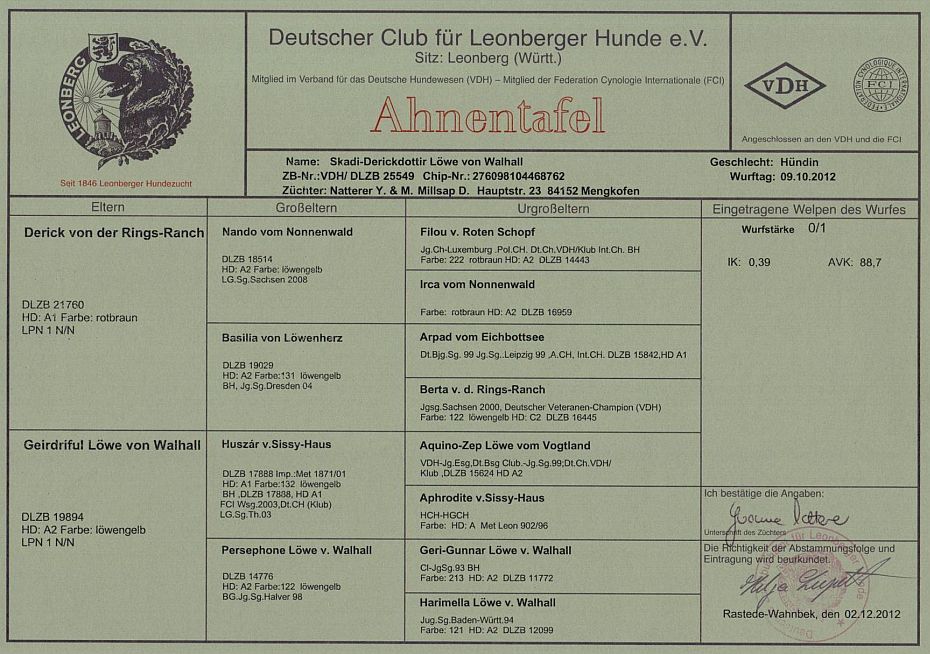 LEONBERG
Seit 1846 Leonberger Hundezucht
Deutscher Club für Leonberger Hunde e.V.
Sitz: Leonberg (Württ.)
Mitglied im Verband für das Deutsche Hundewesen (VDH) – Mitglied der Federation Cynologie Internationale (FCI)
Ahnentafel
VDH
FEDERATION CYNOLOGIQUE INTERNATIONALE
FCI
Angeschlossen an den VDH und die FCI
Name: Skadi-Derickdottir Löwe von Walhall
ZB-Nr.:VDH/ DLZB 25549 Chip-Nr.: 276098104468762
Züchter: Natterer Y. & M. Millsap D. Hauptstr. 23 84152 Mengkofen
Geschlecht: Hündin
Wurftag: 09.10.2012
Eltern
Großeltern
Urgroßeltern
Eingetragene Welpen des Wurfes
Derick von der Rings-Ranch
DLZB 21760
HD: A1 Farbe: rotbraun
LPN 1 N/N
Geirdriful Löwe von Walhall
DLZB 19894
HD: A2 Farbe: löwengelb
LPN 1 N/N
Nando vom Nonnenwald
DLZB 18514
HD: A2 Farbe: löwengelb
LG.Sg.Sachsen 2008
Basilia von Löwenherz
DLZB 19029
HD: A2 Farbe:131 löwengelb
BH, Jg.Sg.Dresden 04
Huszár v.Sissy-Haus
DLZB 17888 Imp.:Met 1871/01
HD: A1 Farbe:132 löwengelb
BH ,DLZB 17888, HD A1
FCI Wsg.2003,Dt.CH (Klub)
LG.Sg.Th.03
Persephone Löwe v. Walhall
DLZB 14776
HD: A2 Farbe:122 löwengelb
BG.Jg.Sg.Halver 98
Filou v. Roten Schopf
Jg.Ch-Luxemburg .Pol.CH. Dt.Ch.VDH/Klub Int.Ch. BH
Farbe: 222 rotbraun HD: A2 DLZB 14443
Irca vom Nonnenwald
Farbe: rotbraun HD: A2 DLZB 16959
Arpad vom Eichbottsee
Dt.Bjg.Sg. 99 Jg.Sg..Leipzig 99 ,A.CH, Int.CH. DLZB 15842,HD A1
Berta v. d. Rings-Ranch
Jgsg.Sachsen 2000, Deutscher Veteranen-Champion (VDH)
Farbe: 122 löwengelb HD: C2 DLZB 16445
Aquino-Zep Löwe vom Vogtland
VDH-Jg.Esg,Dt.Bsg Club.-Jg.Sg.99;Dt.CH.VDH/
Klub ,DLZB 15624 HD A2
Aphrodite v.Sissy-Haus
HCH-HGCH
Farbe: HD: A Met Leon 902/96
Geri-Gunnar Löwe v. Walhall
Cl-JgSg.93 BH
Farbe: 213 HD: A2 DLZB 11772
Harimella Löwe v. Walhall
Jug.Sg.Baden-Württ.94
Farbe: 121 HD: A2 DLZB 12099
Wurfstärke 0/1
IK: 0,39 AVK: 88,7
Ich bestätige die Angaben:
Unterschrift des Züchters
Die Richtigkeit der Abstammungsfolge und
Eintragung wird beurkundet.
Rastede-Wahnbek, den 02.12.2012